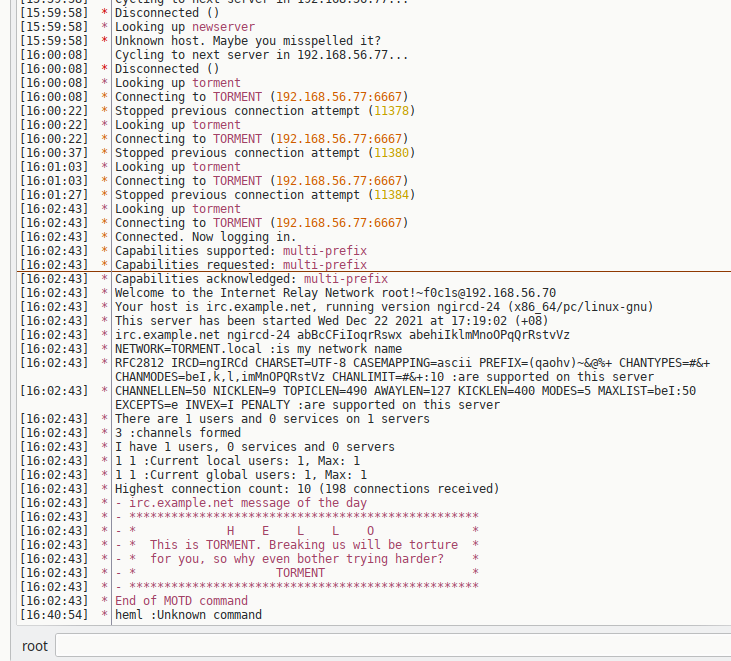 [15:59:58] Cycling to next server in 192.168.56.77...
[15:59:58] * Disconnected ()
[15:59:58] * Looking up newserver
[15:59:58] * Unknown host. Maybe you misspelled it?
[16:00:08] Cycling to next server in 192.168.56.77...
[16:00:08] * Disconnected ()
[16:00:08] * Looking up torment
[16:00:08] * Connecting to TORMENT (192.168.56.77:6667)
[16:00:22] * Stopped previous connection attempt (11378)
[16:00:22] * Looking up torment
[16:00:22] * Connecting to TORMENT (192.168.56.77:6667)
[16:00:37] * Stopped previous connection attempt (11380)
[16:01:03] * Looking up torment
[16:01:03] * Connecting to TORMENT (192.168.56.77:6667)
[16:01:27] * Stopped previous connection attempt (11384)
[16:02:43] * Looking up torment
[16:02:43] * Connecting to TORMENT (192.168.56.77:6667)
[16:02:43] * Connected. Now logging in.
[16:02:43] * Capabilities supported: multi-prefix
[16:02:43] * Capabilities requested: multi-prefix
[16:02:43] * Capabilities acknowledged: multi-prefix
[16:02:43] * Welcome to the Internet Relay Network root!~f0c1s@192.168.56.70
[16:02:43] * Your host is irc.example.net, running version ngircd-24 (x86_64/pc/linux-gnu)
[16:02:43] * This server has been started Wed Dec 22 2021 at 17:19:02 (+08)
[16:02:43] * irc.example.net ngircd-24 abBcCFiIoqrRswx abehiIklmMnoOPqQrRstvVz
[16:02:43] * NETWORK=TORMENT.local :is my network name
[16:02:43] * RFC2812 IRCD=ngIRCd CHARSET=UTF-8 CASEMAPPING=ascii PREFIX=(qaohv)~&@%+ CHANTYPES=#&+
CHANMODES=beI,k,l,imMnOPQRstVz CHANLIMIT=#&+:10 :are supported on this server
[16:02:43] * CHANNELLEN=50 NICKLEN=9 TOPICLEN=490 AWAYLEN=127 KICKLEN=400 MODES=5 MAXLIST=beI:50
EXCEPTS=e INVEX=I PENALTY :are supported on this server
[16:02:43] * There are 1 users and 0 services on 1 servers
[16:02:43] * 3 :channels formed
[16:02:43] * I have 1 users, 0 services and 0 servers
[16:02:43] * 1 1 :Current local users: 1, Max: 1
[16:02:43] * 1 1 :Current global users: 1, Max: 1
[16:02:43] * Highest connection count: 10 (198 connections received)
[16:02:43] * - irc.example.net message of the day
[16:02:43] * - **************************************************
[16:02:43] * - * H E L L O *
[16:02:43] * - * This is TORMENT. Breaking us will be torture *
[16:02:43] * - * for you, so why even bother trying harder? *
[16:02:43] * - * TORMENT *
[16:02:43] * - **************************************************
[16:02:43] * End of MOTD command
[16:40:54] * heml :Unknown command
root